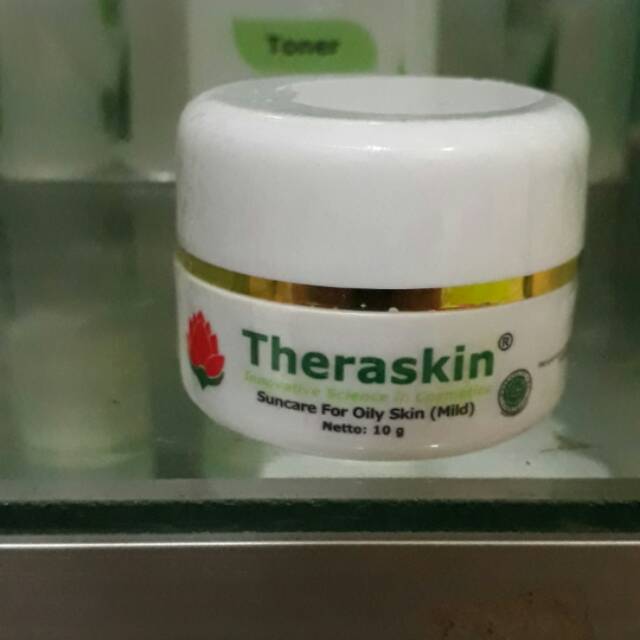 Toner
Theraskin®
Innovative Science in Cosmetics
Suncare For Oily Skin (Mild)
Netto: 10 g